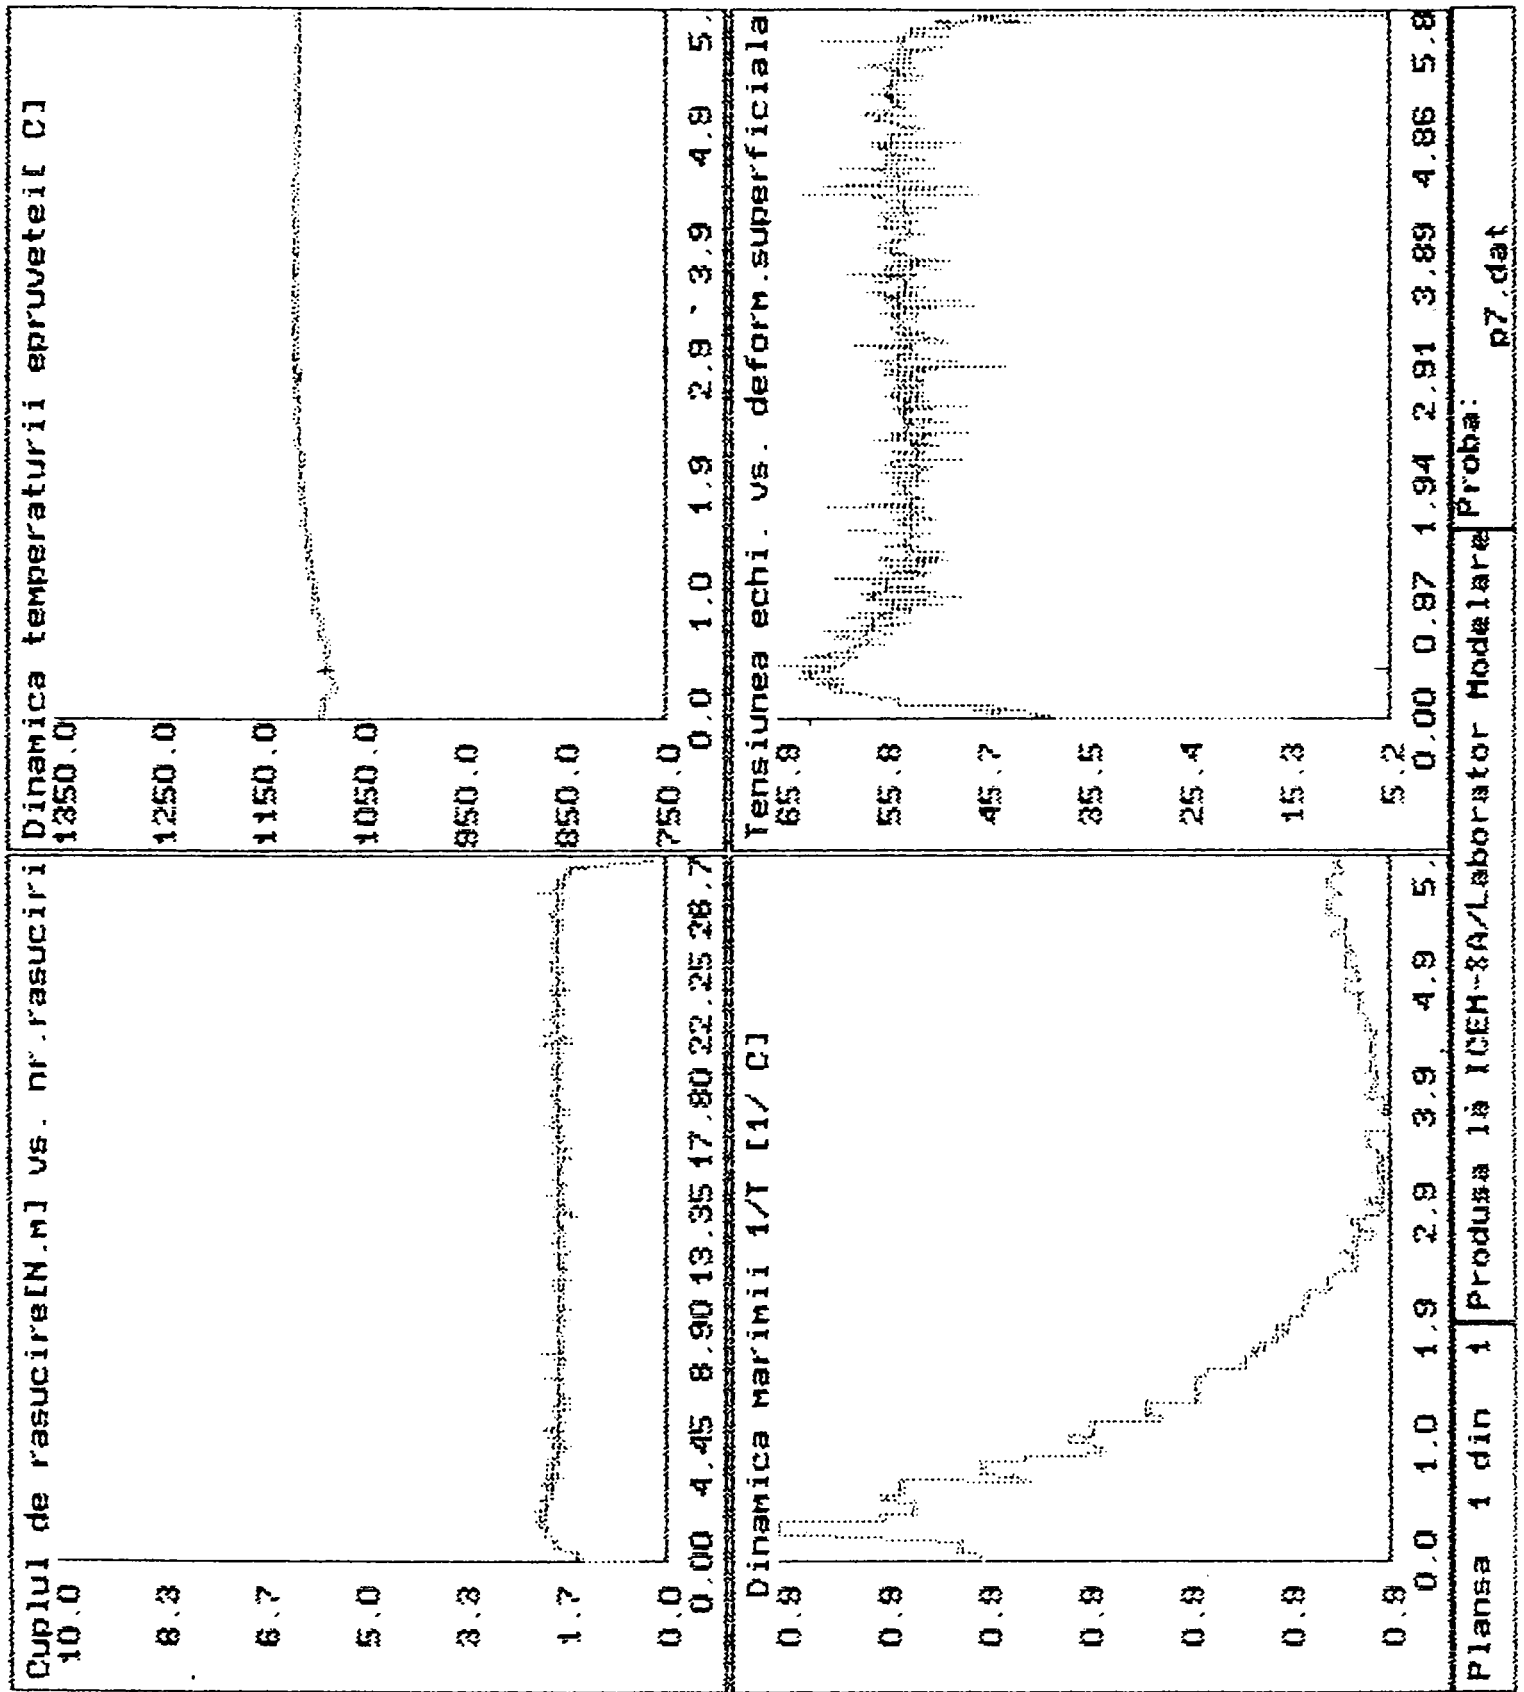 Cuplul de rasucire[N.m] vs. nr.rasuciri
10.0
8.3
6.7
5.0
3.3
1.7
0.0
0.00 4.45 8.90 13.35 17.80 22.25 26.7
Dinamica temperaturii epruvetei[ C]
1350.0
1250.0
1150.0
1050.0
950.0
850.0
750.0
0.0 1.0 1.9 2.9 3.9 4.9 5.
Dinamica marimii 1/T [1/ C]
0.9
0.9
0.9
0.9
0.9
0.9
0.9
0.0 1.0 1.9 2.9 3.9 4.9 5.
Tensiunea echi. vs. deform.superficiala
65.9
55.8
45.7
35.5
25.4
15.3
5.2
0.00 0.97 1.94 2.91 3.89 4.86 5.8
Plansa 1 din 1
Produsa la ICEM-SA/Laborator Modelare
Proba:
p7.dat